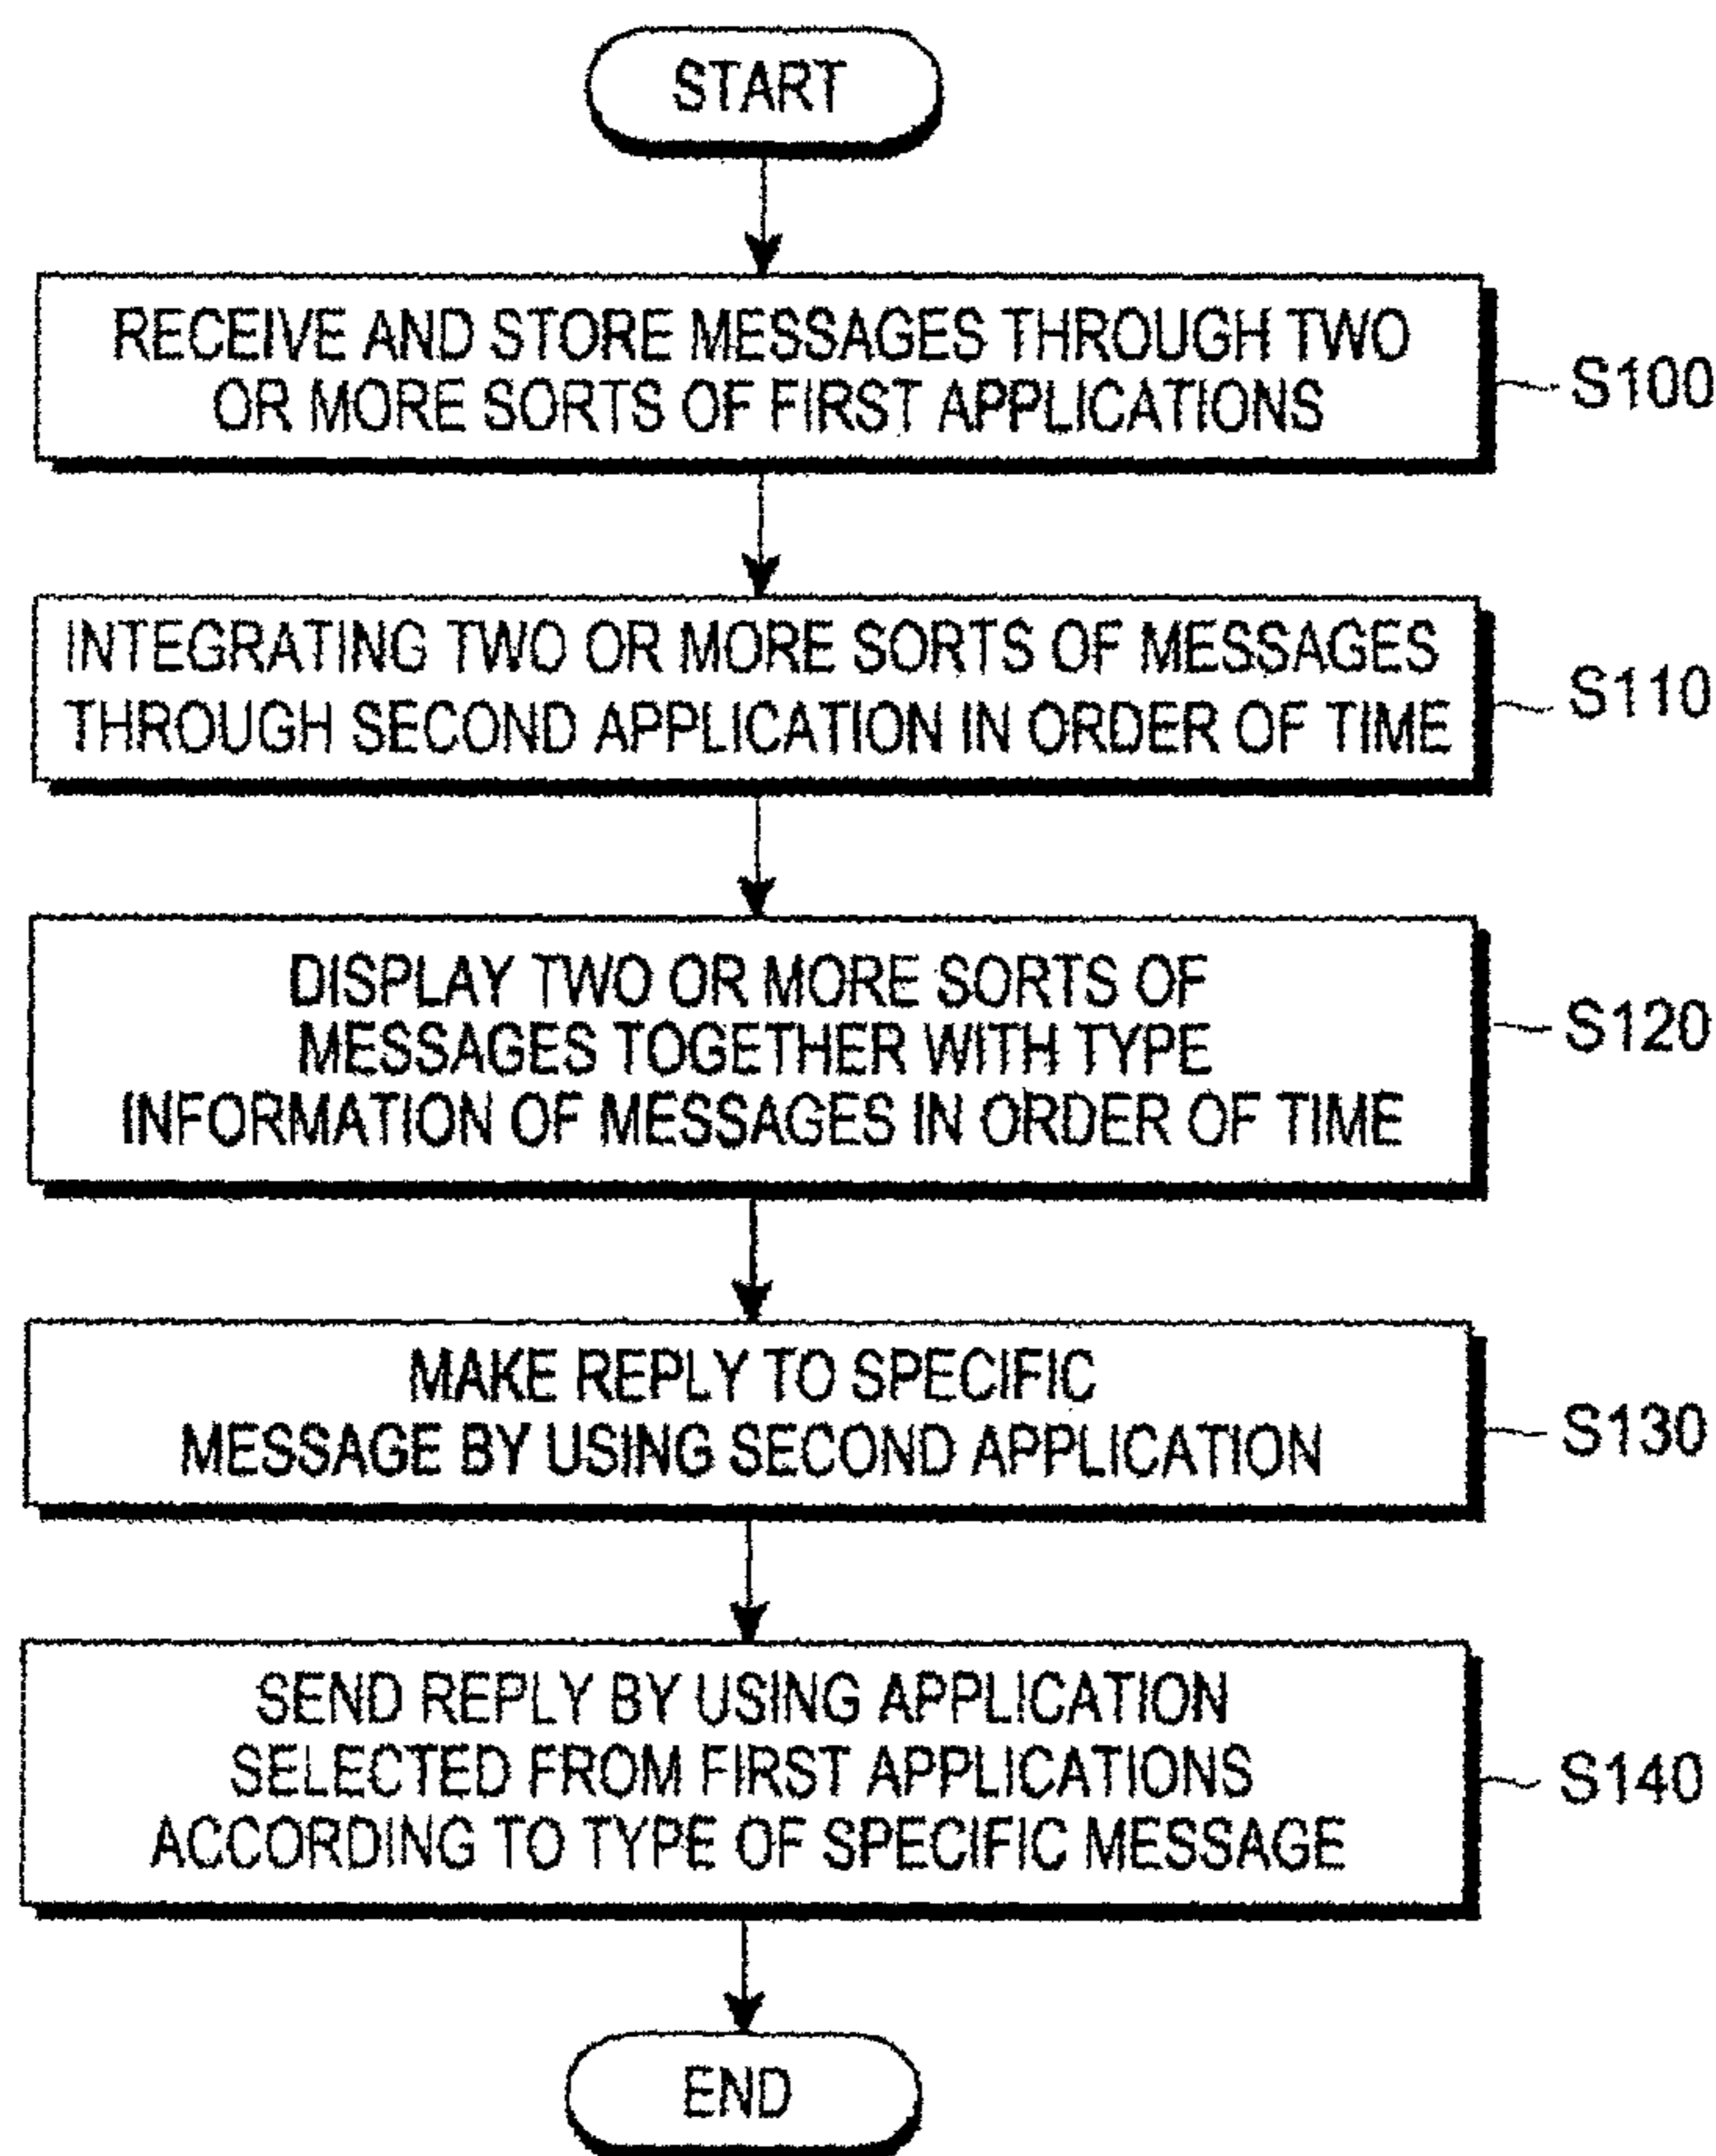 START
RECEIVE AND STORE MESSAGES THROUGH TWO
OR MORE SORTS OF FIRST APPLICATIONS
S100
INTEGRATING TWO OR MORE SORTS OF MESSAGES
THROUGH SECOND APPLICATION IN ORDER OF TIME
S110
DISPLAY TWO OR MORE SORTS OF
MESSAGES TOGETHER WITH TYPE
INFORMATION OF MESSAGES IN ORDER OF TIME
S120
MAKE REPLY TO SPECIFIC
MESSAGE BY USING SECOND APPLICATION
S130
SEND REPLY BY USING APPLICATION
SELECTED FROM FIRST APPLICATIONS
ACCORDING TO TYPE OF SPECIFIC MESSAGE
S140
END